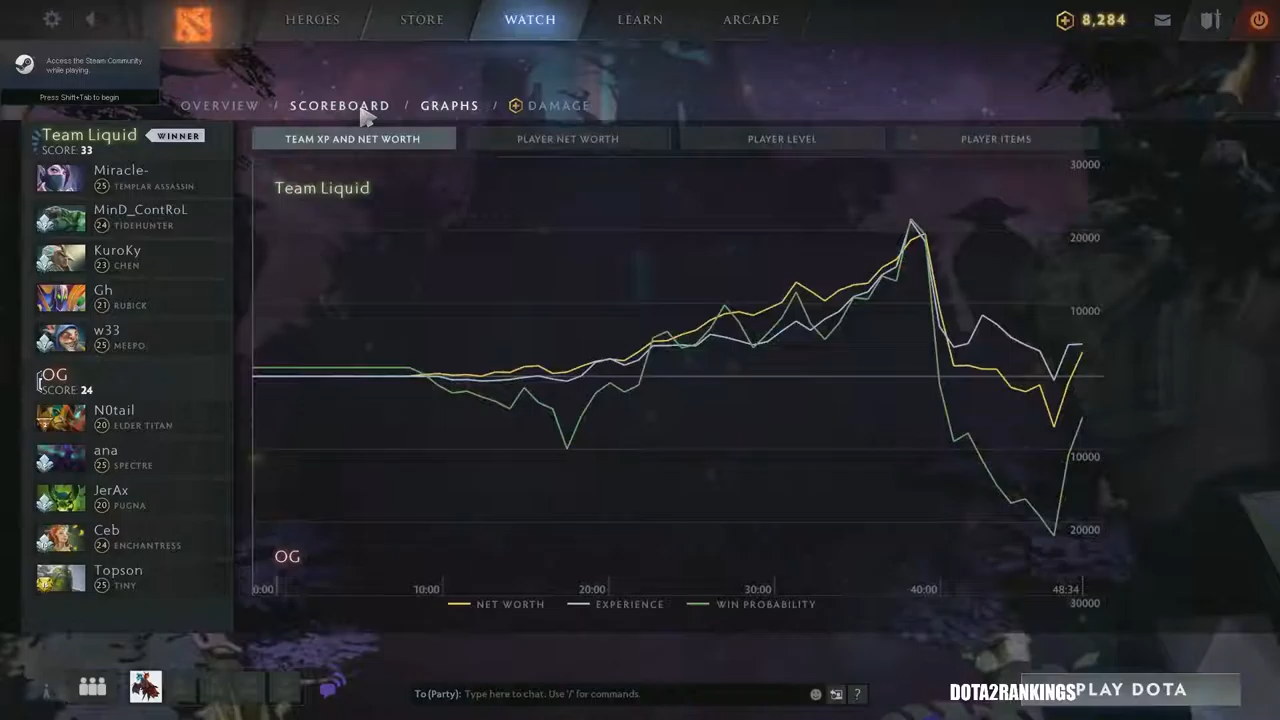 HEROES
STORE
WATCH
LEARN
ARCADE
8,284
Access the Steam Community
while playing.
Press Shift+Tab to begin
OVERVIEW / SCOREBOARD / GRAPHS / DAMAGE
TEAM XP AND NET WORTH
PLAYER NET WORTH
PLAYER LEVEL
PLAYER ITEMS
Team Liquid WINNER
SCORE: 33
Miracle-
25 TEMPLAR ASSASSIN
MinD_ContRoL
24 TIDEHUNTER
KuroKy
23 CHEN
Gh
21 RUBICK
w33
25 MEEPO
OG
SCORE: 24
N0tail
20 ELDER TITAN
ana
25 SPECTRE
JerAx
20 PUGNA
Ceb
24 ENCHANTRESS
Topson
25 TINY
Team Liquid
30000
20000
10000
10000
20000
30000
OG
0:00 10:00 20:00 30:00 40:00 48:34
NET WORTH EXPERIENCE WIN PROBABILITY
To (Party): Type here to chat. Use '/' for commands.
?
DOTA2RANKINGS
PLAY DOTA